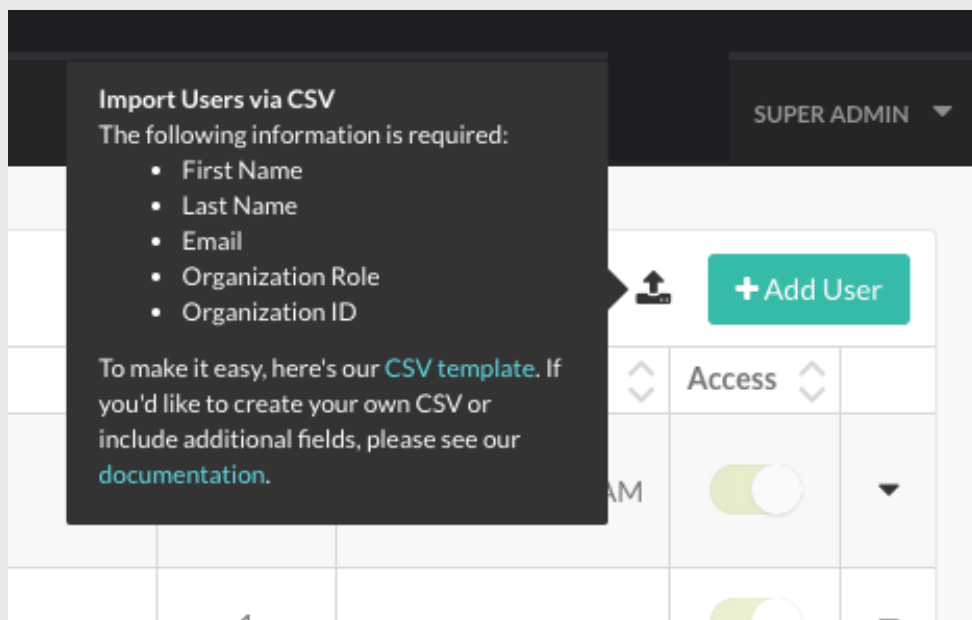 Import Users via CSV
The following information is required:
• First Name
• Last Name
• Email
• Organization Role
• Organization ID
To make it easy, here's our CSV template. If
you'd like to create your own CSV or
include additional fields, please see our
documentation.
SUPER ADMIN
+ Add User
Access
AM